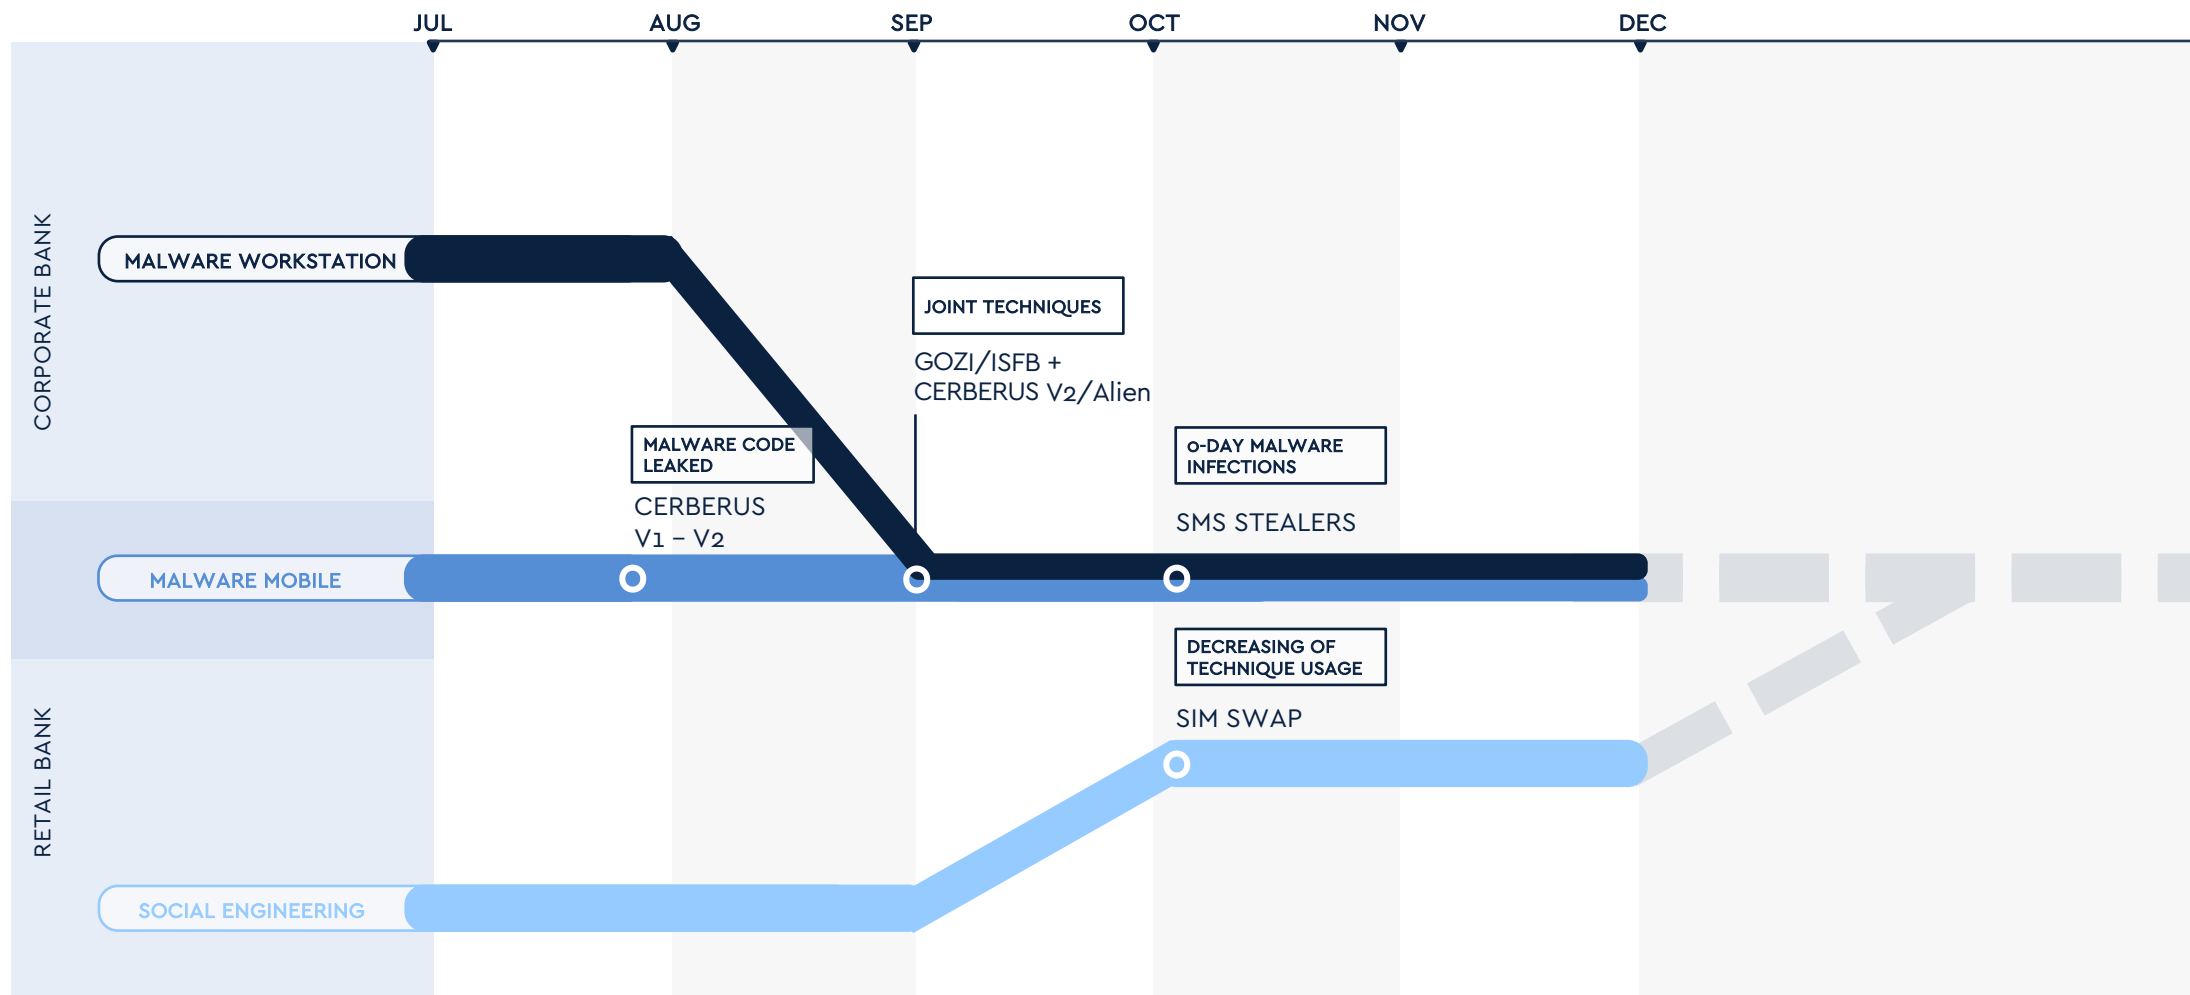 JUL AUG SEP OCT NOV DEC
CORPORATE BANK
MALWARE WORKSTATION
JOINT TECHNIQUES
GOZI/ISFB +
CERBERUS V2/Alien
MALWARE CODE
LEAKED
CERBERUS
V1 – V2
0-DAY MALWARE
INFECTIONS
SMS STEALERS
MALWARE MOBILE
DECREASING OF
TECHNIQUE USAGE
SIM SWAP
RETAIL BANK
SOCIAL ENGINEERING